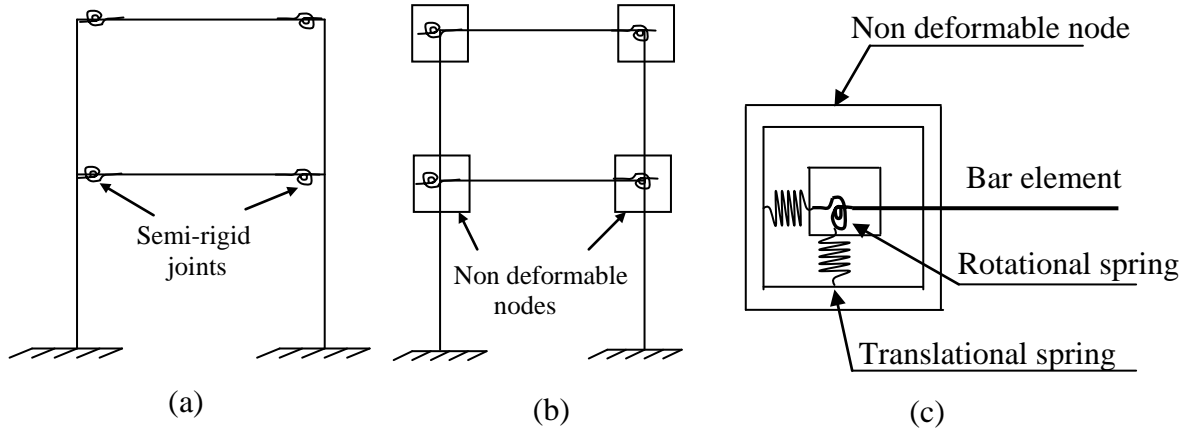 Semi-rigid
joints
(a)
Non deformable
nodes
(b)
Non deformable node
Bar element
Rotational spring
Translational spring
(c)